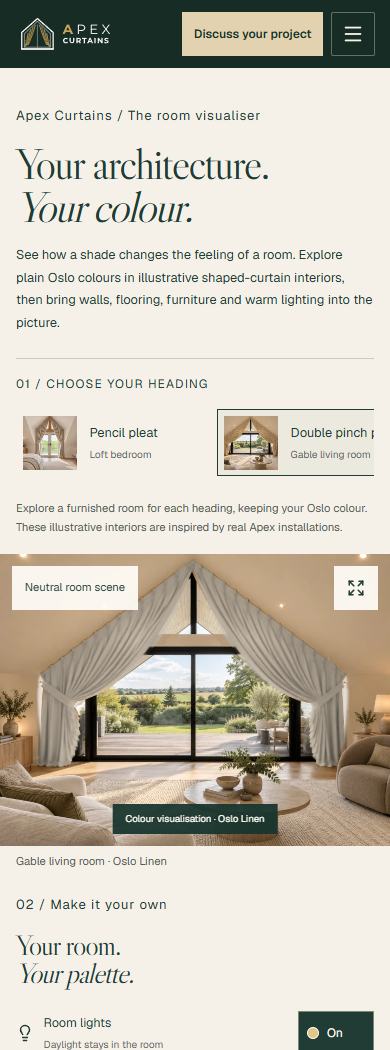 APEX
CURTAINS
Discuss your project
Apex Curtains / The room visualiser
Your architecture.
Your colour.
See how a shade changes the feeling of a room. Explore
plain Oslo colours in illustrative shaped-curtain interiors,
then bring walls, flooring, furniture and warm lighting into the
picture.
01 / CHOOSE YOUR HEADING
Pencil pleat
Loft bedroom
Double pinch p
Gable living room
Explore a furnished room for each heading, keeping your Oslo colour.
These illustrative interiors are inspired by real Apex installations.
Neutral room scene
Colour visualisation · Oslo Linen
Gable living room · Oslo Linen
02 / Make it your own
Your room.
Your palette.
Room lights
Daylight stays in the room
On